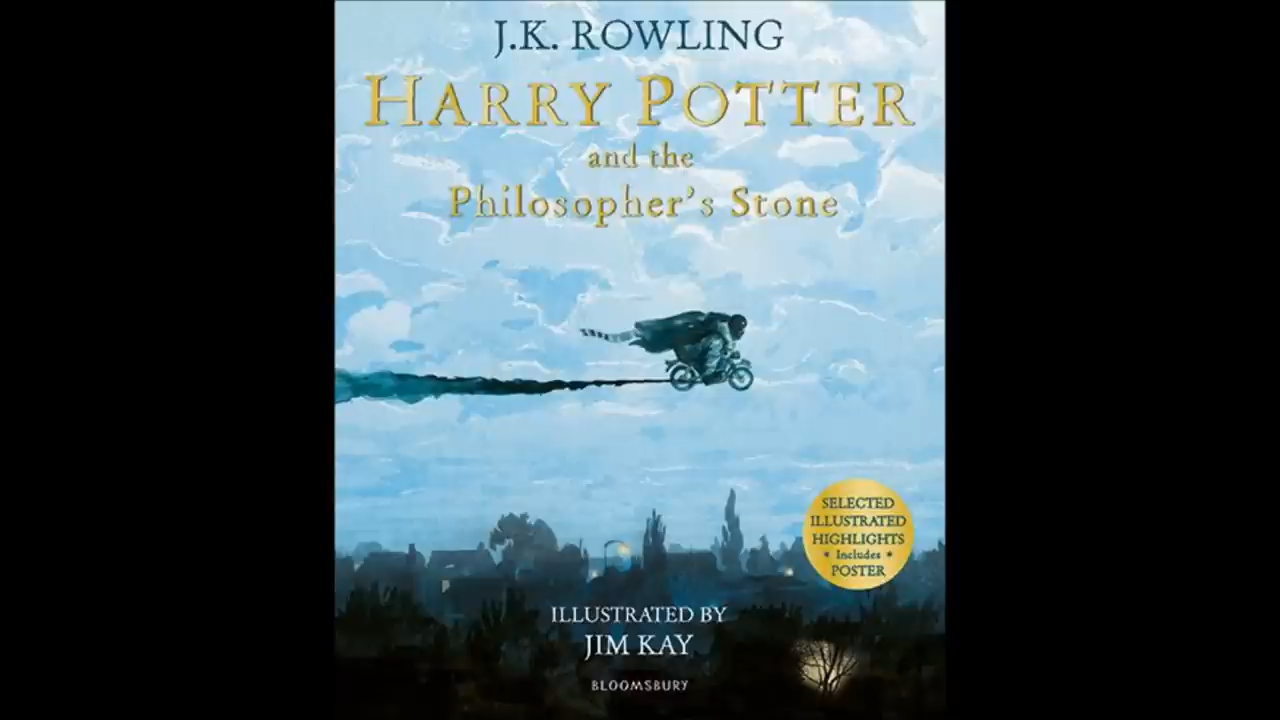 J.K. ROWLING
HARRY POTTER
and the
Philosopher's Stone
SELECTED
ILLUSTRATED
HIGHLIGHTS
* Includes *
POSTER
ILLUSTRATED BY
JIM KAY
BLOOMSBURY